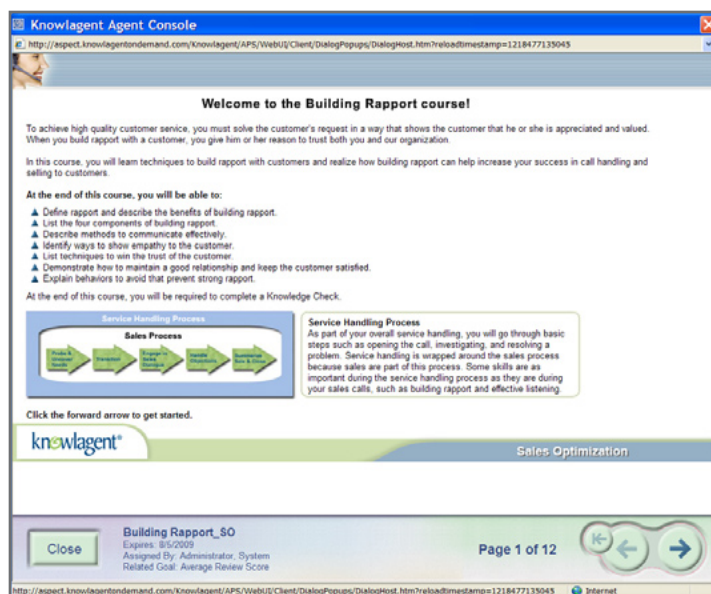 Knowlagent Agent Console
http://aspect.knowlagentondemand.com/Knowlagent/APS/WebUI/Client/DialogPopups/DialogHost.htm?reloadtimestamp=1218477135045
Welcome to the Building Rapport course!
To achieve high quality customer service, you must solve the customer's request in a way that shows the customer that he or she is appreciated and valued.
When you build rapport with a customer, you give him or her reason to trust both you and our organization.
In this course, you will learn techniques to build rapport with customers and realize how building rapport can help increase your success in call handling and
selling to customers.
At the end of this course, you will be able to:
Define rapport and describe the benefits of building rapport.
List the four components of building rapport.
Describe methods to communicate effectively.
Identify ways to show empathy to the customer.
List techniques to win the trust of the customer.
Demonstrate how to maintain a good relationship and keep the customer satisfied.
Explain behaviors to avoid that prevent strong rapport.
At the end of this course, you will be required to complete a Knowledge Check.
Service Handling Process
Sales Process
Probe &
Uncover
Needs
Transition
Engage in
Sales
Dialogue
Handle
Objections
Summarize
Gain & Close
Service Handling Process
As part of your overall service handling, you will go through basic
steps such as opening the call, investigating, and resolving a
problem. Service handling is wrapped around the sales process
because sales are part of this process. Some skills are as
important during the service handling process as they are during
your sales calls, such as building rapport and effective listening.
Click the forward arrow to get started.
knowlagent®
Sales Optimization
Close
Building Rapport_SO
Expires: 8/5/2009
Assigned By: Administrator, System
Related Goal: Average Review Score
Page 1 of 12
http://aspect.knowlagentondemand.com/Knowlagent/APS/WebUI/Client/DialogPopups/DialogHost.htm?reloadtimestamp=1218477135045
Internet